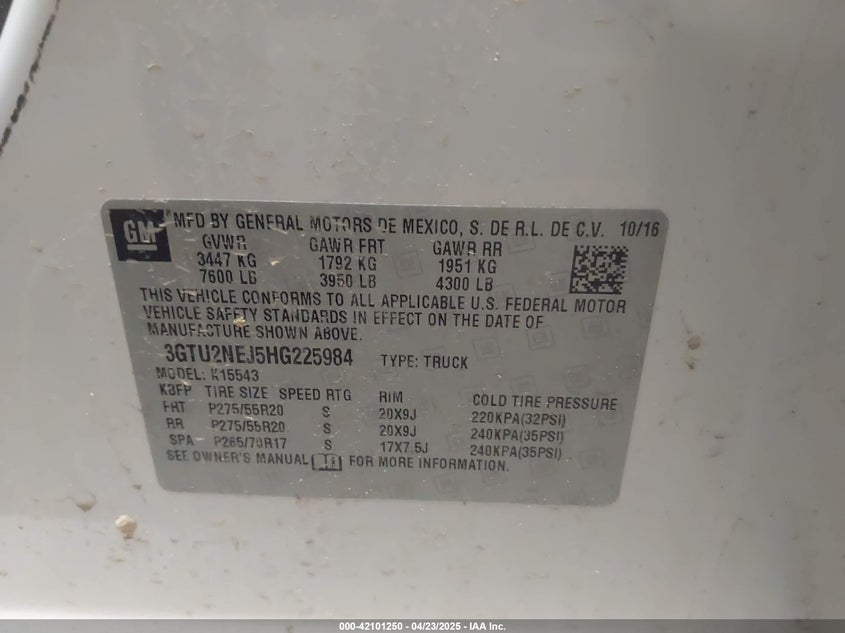 GM
MFD BY GENERAL MOTORS DE MEXICO, S. DE R.L. DE C.V. 10/16
GVWR GAWR FRT GAWR RR
3447 KG 1792 KG 1951 KG
7600 LB 3950 LB 4300 LB
THIS VEHICLE CONFORMS TO ALL APPLICABLE U.S. FEDERAL MOTOR
VEHICLE SAFETY STANDARDS IN EFFECT ON THE DATE OF
MANUFACTURE SHOWN ABOVE.
3GTU2NEJ5HG225984 TYPE: TRUCK
MODEL: K15543
K3FP TIRE SIZE SPEED RTG RIM COLD TIRE PRESSURE
FRT P275/55R20 S 20X9J 220KPA(32PSI)
RR P275/55R20 S 20X9J 240KPA(35PSI)
SPA P265/70R17 S 17X7.5J 240KPA(35PSI)
SEE OWNER'S MANUAL FOR MORE INFORMATION.
000-42101250 - 04/23/2025 - IAA Inc.